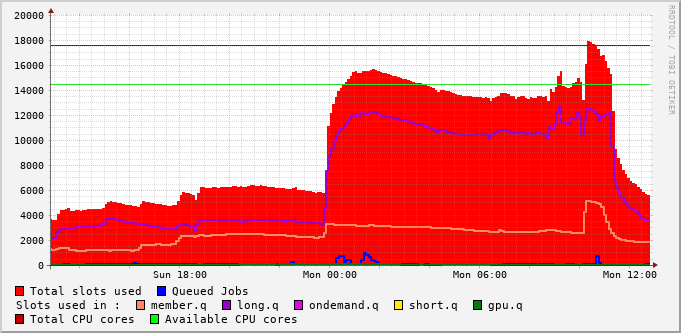 20000
18000
16000
14000
12000
10000
8000
6000
4000
2000
0
Sun 18:00 Mon 00:00 Mon 06:00 Mon 12:00
Total slots used Queued Jobs
Slots used in : member.q long.q ondemand.q short.q gpu.q
Total CPU cores Available CPU cores
RRDTOOL / TOBI OETIKER